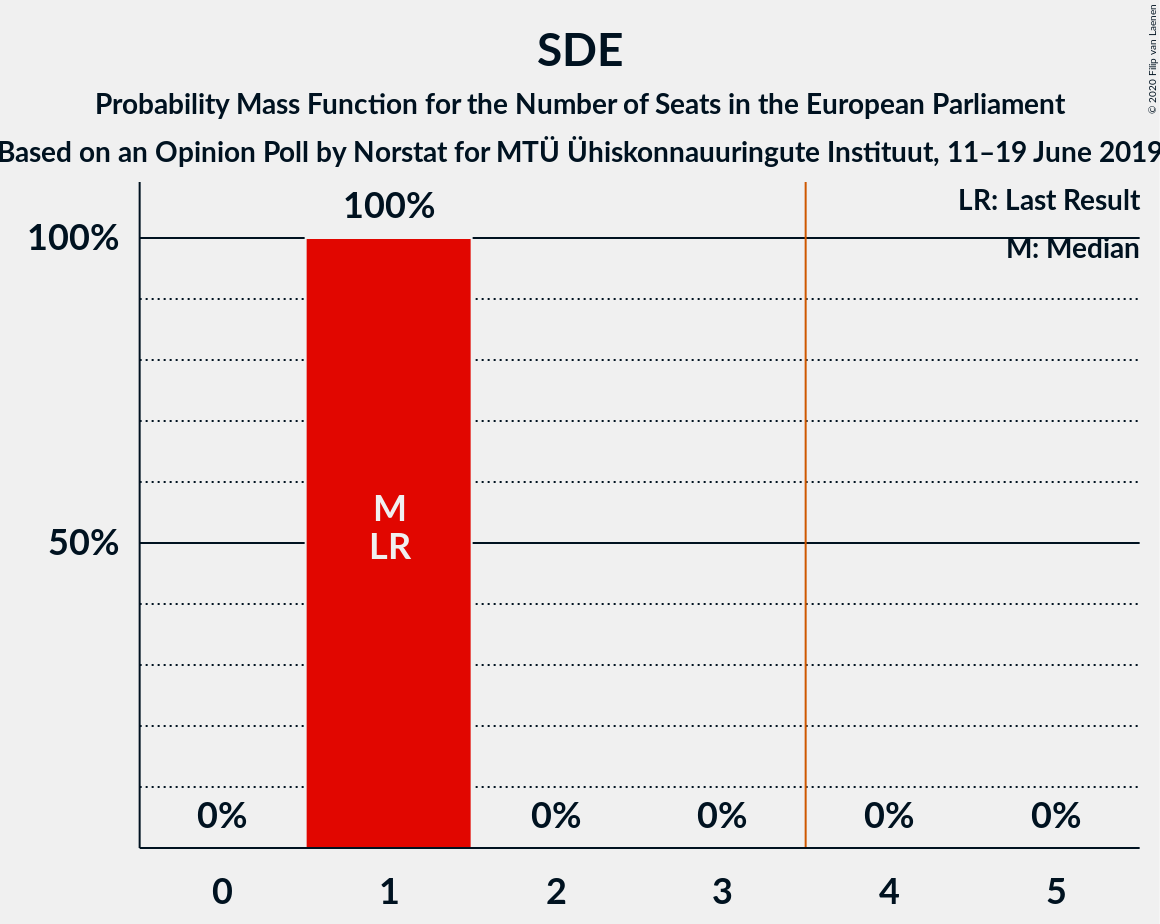 SDE
Probability Mass Function for the Number of Seats in the European Parliament
Based on an Opinion Poll by Norstat for MTÜ Ühiskonnauuringute Instituut, 11–19 June 2019
© 2020 Filip van Laenen
LR: Last Result
M: Median
100%
100%
50%
M
LR
0%
0%
0%
0%
0%
0
1
2
3
4
5